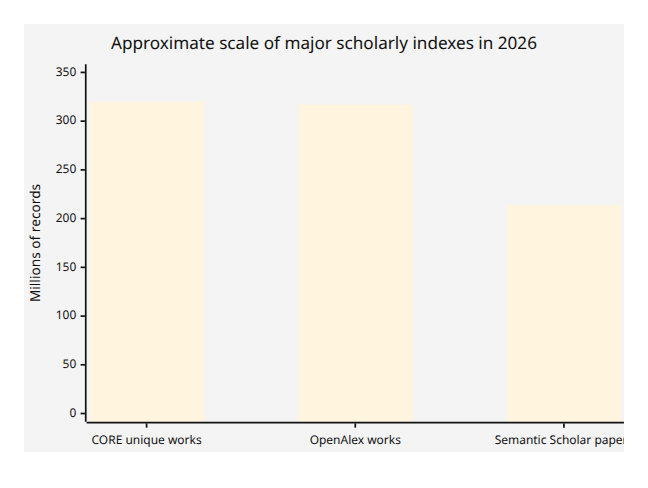 Approximate scale of major scholarly indexes in 2026
Millions of records
350
300
250
200
150
100
50
0
CORE unique works
OpenAlex works
Semantic Scholar paper